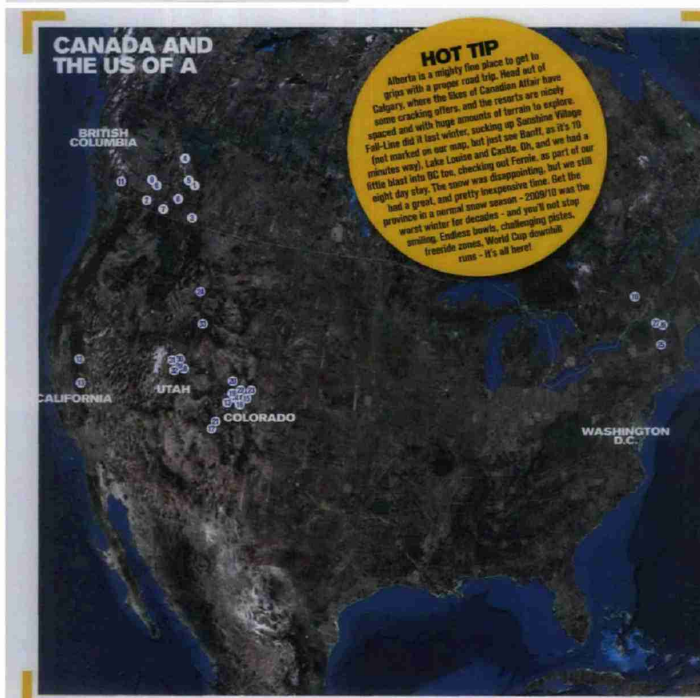 CANADA AND
THE US OF A
HOT TIP
Alberta is a mighty fine place to get to
grips with a proper road trip. Head out of
Calgary, where the likes of Canadian Affair have
some cracking offers, and the resorts are nicely
spaced and with huge amounts of terrain to explore.
Fall-Line did it last winter, sucking up Sunshine Village
(not marked on our map, but just see Banff, as it's 10
minutes way), Lake Louise and Castle. Oh, and we had a
little blast into BC too, checking out Fernie, as part of our
eight day stay. The snow was disappointing, but we still
had a great, and pretty inexpensive time. Get the
province in a normal snow season - 2009/10 was the
worst winter for decades - and you'll not stop
smiling. Endless bowls, challenging pistes,
freeride zones, World Cup downhill
runs - it's all here!
BRITISH
COLUMBIA
4
11
7
3
CALIFORNIA
UTAH
COLORADO
WASHINGTON
D.C.